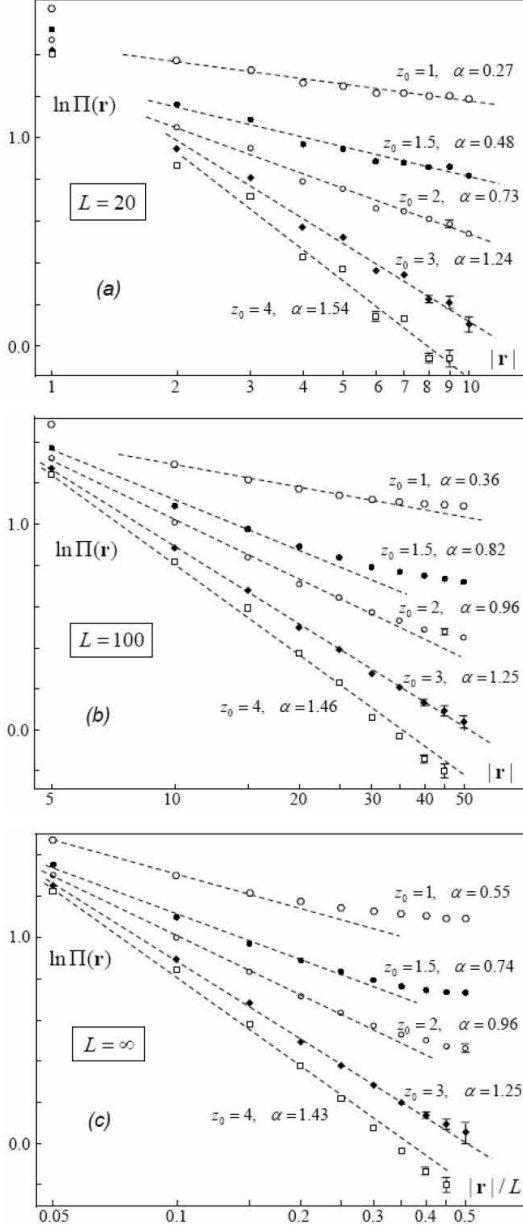 z₀ = 1, α = 0.27
ln Π(r)
1.0
z₀ = 1.5, α = 0.48
L = 20
z₀ = 2, α = 0.73
(a)
z₀ = 3, α = 1.24
z₀ = 4, α = 1.54
0.0
|r|
1 2 3 4 5 6 7 8 9 10
z₀ = 1, α = 0.36
1.0
ln Π(r)
z₀ = 1.5, α = 0.82
z₀ = 2, α = 0.96
L = 100
z₀ = 3, α = 1.25
(b)
z₀ = 4, α = 1.46
0.0
|r|
5 10 20 30 40 50
z₀ = 1, α = 0.55
1.0
ln Π(r)
z₀ = 1.5, α = 0.74
z₀ = 2, α = 0.96
L = ∞
z₀ = 3, α = 1.25
(c)
z₀ = 4, α = 1.43
0.0
|r| / L
0.05 0.1 0.2 0.3 0.4 0.5